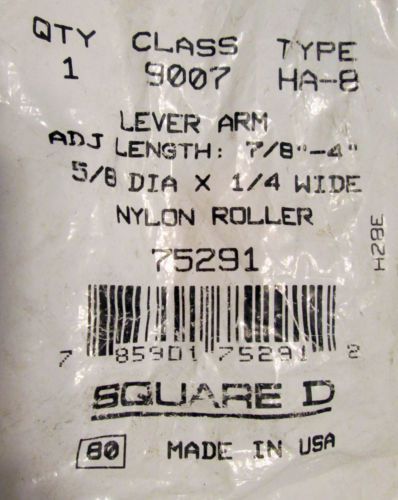 QTY CLASS TYPE
1 9007 HA-8
LEVER ARM
ADJ LENGTH: 7/8"-4"
5/8 DIA X 1/4 WIDE
NYLON ROLLER
75291
H28E
7 85901 75291 2
SQUARE D
80 MADE IN USA